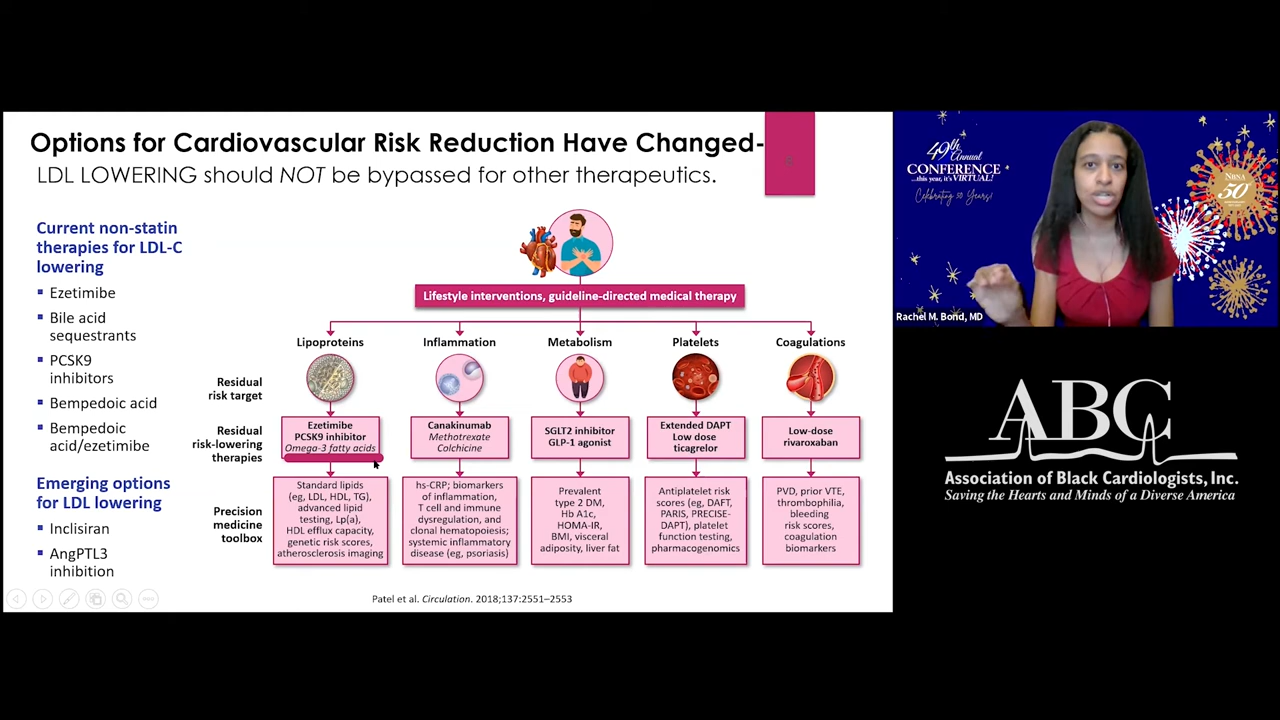 Options for Cardiovascular Risk Reduction Have Changed-
LDL LOWERING should NOT be bypassed for other therapeutics.
Current non-statin
therapies for LDL-C
lowering
▪ Ezetimibe
▪ Bile acid
sequestrants
▪ PCSK9
inhibitors
▪ Bempedoic acid
▪ Bempedoic
acid/ezetimibe
Emerging options
for LDL lowering
▪ Inclisiran
▪ AngPTL3
inhibition
Lifestyle interventions, guideline-directed medical therapy
Lipoproteins
Inflammation
Metabolism
Platelets
Coagulations
Residual
risk target
Residual
risk-lowering
therapies
Ezetimibe
PCSK9 inhibitor
Omega-3 fatty acids
Canakinumab
Methotrexate
Colchicine
SGLT2 inhibitor
GLP-1 agonist
Extended DAPT
Low dose
ticagrelor
Low-dose
rivaroxaban
Precision
medicine
toolbox
Standard lipids
(eg, LDL, HDL, TG),
advanced lipid
testing, Lp(a),
HDL efflux capacity,
genetic risk scores,
atherosclerosis imaging
hs-CRP; biomarkers
of inflammation,
T cell and immune
dysregulation, and
clonal hematopoiesis;
systemic inflammatory
disease (eg, psoriasis)
Prevalent
type 2 DM,
Hb A1c,
HOMA-IR,
BMI, visceral
adiposity, liver fat
Antiplatelet risk
scores (eg, DAFT,
PARIS, PRECISE-
DAPT), platelet
function testing,
pharmacogenomics
PVD, prior VTE,
thrombophilia,
bleeding
risk scores,
coagulation
biomarkers
Patel et al. Circulation. 2018;137:2551–2553
49th
Annual
CONFERENCE
...this year, it's VIRTUAL!
Celebrating 50 Years!
NBNA
50
Rachel M. Bond, MD
ABC
Association of Black Cardiologists, Inc.
Saving the Hearts and Minds of a Diverse America